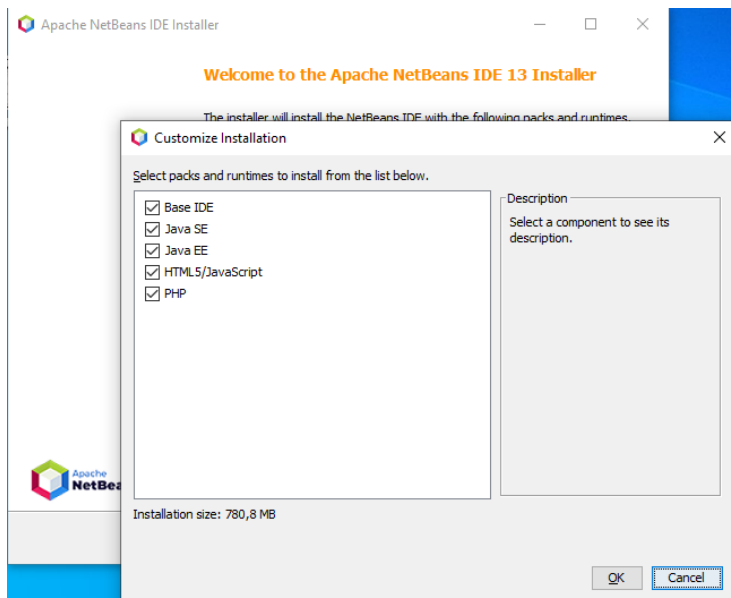 Apache NetBeans IDE Installer
Welcome to the Apache NetBeans IDE 13 Installer
The installer will install the NetBeans IDE with the following packs and runtimes.
Customize Installation
Select packs and runtimes to install from the list below.
Base IDE
Java SE
Java EE
HTML5/JavaScript
PHP
Description
Select a component to see its
description.
Apache
NetBea
Installation size: 780,8 MB
OK
Cancel